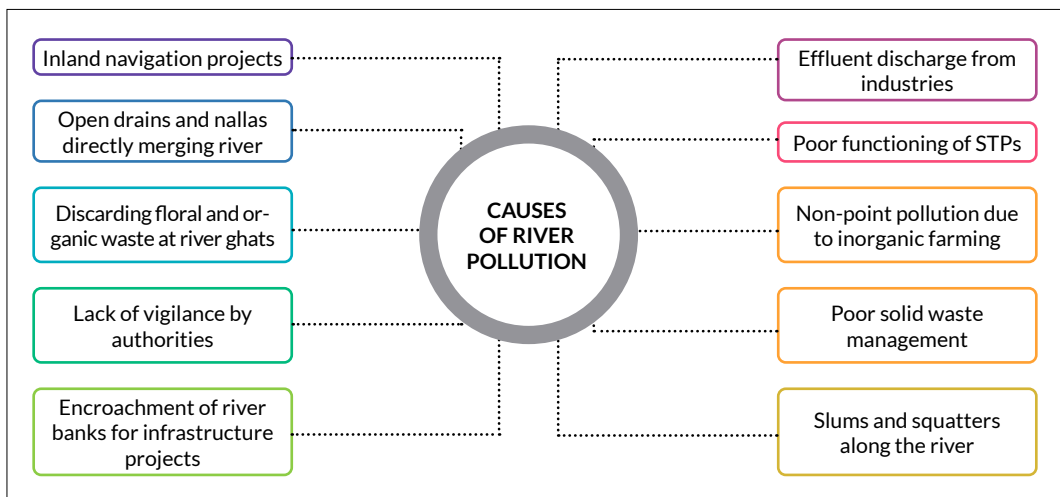 Inland navigation projects
Open drains and nallas
directly merging river
Discarding floral and or-
ganic waste at river ghats
Lack of vigilance by
authorities
Encroachment of river
banks for infrastructure
projects
CAUSES
OF RIVER
POLLUTION
Effluent discharge from
industries
Poor functioning of STPs
Non-point pollution due
to inorganic farming
Poor solid waste
management
Slums and squatters
along the river